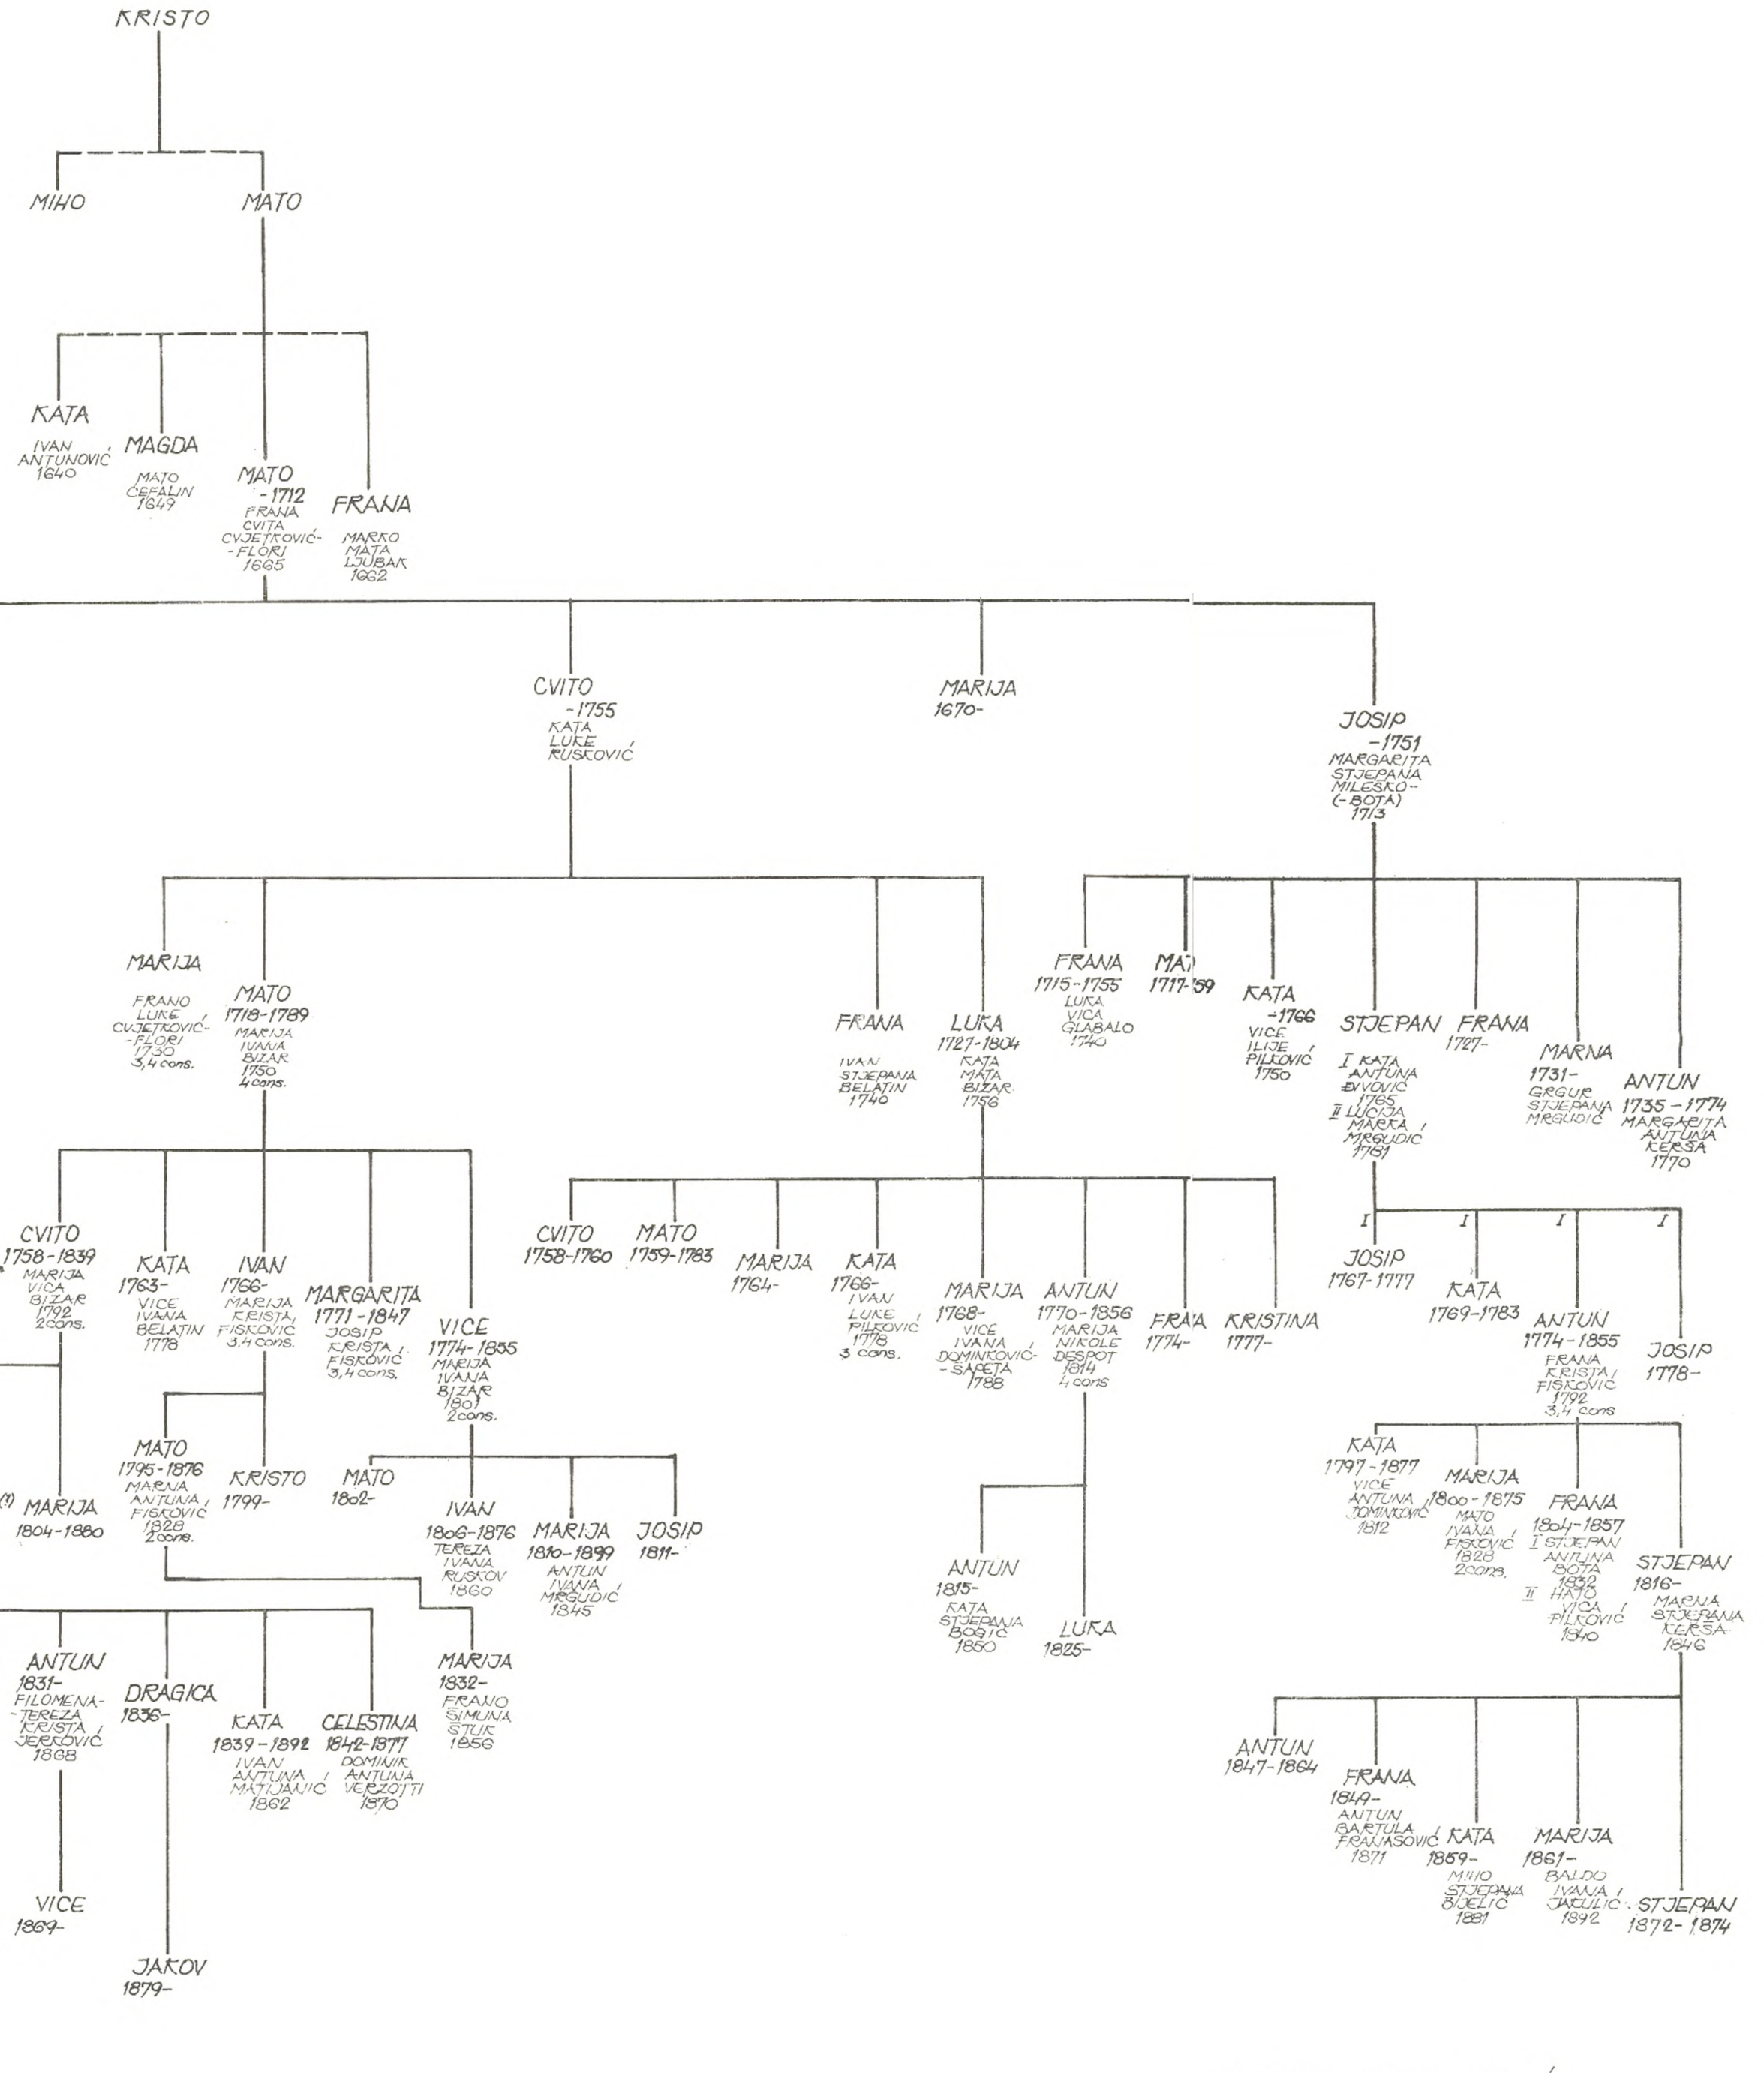 KRISTO
MIHO
MATO
KATA
IVAN
ANTUNOVIĆ
1640
MAGDA
MATO
CEFALIN
1649
MATO
-1712
FRANA
CVITA
CVJETKOVIĆ-
-FLORI
1665
FRANA
MARKO
MATA
LJUBAK
1662
CVITO
-1755
KATA
LUKE
RUSKOVIĆ
MARIJA
1670-
JOSIP
-1751
MARGARITA
STJEPANA
MILEŠKO-
(-BOTA)
1713
MARIJA
FRANO
LUKE
CVJETKOVIĆ-
-FLORI
1730
3,4 cons.
MATO
1718-1789
MARIJA
IVANA
BIZAR
1750
4 cons.
FRANA
IVAN
STJEPANA
BELATIN
1740
LUKA
1727-1804
KATA
MATA
BIZAR
1756
FRANA
1715-1755
LUKA
VICA
GLABALO
1740
MAT
1717-59
KATA
-1766
VICE
ILIJE
PILKOVIĆ
1750
STJEPAN
I KATA
ANTUNA
ĐIVOVIĆ
1765
II LUCIJA
MARKA
MRGUDIĆ
1781
FRANA
1727-
MARNA
1731-
GRGUR
STJEPANA
MRGUDIĆ
ANTUN
1735-1774
MARGARITA
ANTUNA
KERŠA
1770
CVITO
1758-1839
MARIJA
VICA
BIZAR
1792
2 cons.
KATA
1763-
VICE
IVANA
BELATIN
1778
IVAN
1766-
MARIJA
KRISTA
FISKOVIĆ
3,4 cons.
MARGARITA
1771-1847
JOSIP
KRISTA
FISKOVIĆ
3,4 cons.
VICE
1774-1855
MARIJA
IVANA
BIZAR
1801
2 cons.
CVITO
1758-1760
MATO
1759-1783
MARIJA
1764-
KATA
1766-
IVAN
LUKE
PILKOVIĆ
1778
3 cons.
MARIJA
1768-
VICE
IVANA
DOMINKOVIĆ-
-ŠAPETA
1788
ANTUN
1770-1856
MARIJA
NIKOLE
DESPOT
1814
4 cons
FRAA
1774-
KRISTINA
1777-
I
JOSIP
1767-1777
I
KATA
1769-1783
I
ANTUN
1774-1855
FRANA
KRISTA
FISKOVIĆ
1792
3,4 cons
I
JOSIP
1778-
(?)
MARIJA
1804-1880
MATO
1795-1876
MARNA
ANTUNA
FISKOVIĆ
1828
2 cons.
KRISTO
1799-
MATO
1802-
IVAN
1806-1876
TEREZA
IVANA
RUSKOV
1860
MARIJA
1810-1899
ANTUN
IVANA
MRGUDIĆ
1845
JOSIP
1811-
ANTUN
1815-
KATA
STJEPANA
BOGIĆ
1850
LUKA
1825-
KATA
1797-1877
VICE
ANTUNA
DOMINKOVIĆ
1812
MARIJA
1800-1875
MATO
IVANA
FISKOVIĆ
1828
2 cons.
FRANA
1804-1857
I STJEPAN
ANTUNA
BOTA
1832
II MATO
VICA
PILKOVIĆ
1840
STJEPAN
1816-
MARNA
STJEPANA
KERŠA
1846
ANTUN
1831-
FILOMENA-
-TEREZA
KRISTA
JERKOVIĆ
1868
DRAGICA
1836-
KATA
1839-1892
IVAN
ANTUNA
MATIJANIĆ
1862
CELESTINA
1842-1877
DOMINIK
ANTUNA
VERZOTTI
1870
MARIJA
1832-
FRANO
ŠIMUNA
ŠTUK
1856
VICE
1869-
JAKOV
1879-
ANTUN
1847-1864
FRANA
1849-
ANTUN
BARTULA
FRANASOVIĆ
1871
KATA
1859-
MIHO
STJEPANA
BIJELIĆ
1881
MARIJA
1861-
BALDO
IVANA
JAKULIĆ
1892
STJEPAN
1872-1874